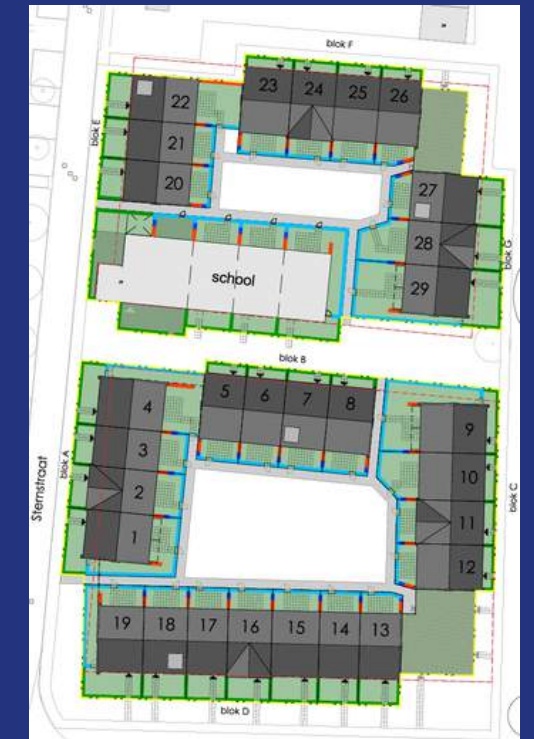 blok F
23 24 25 26
22
21
20
blok E
27
28
29
blok G
school
blok B
5 6 7 8
4
3
2
1
blok A
Sternstraat
9
10
11
12
blok C
19 18 17 16 15 14 13
blok D